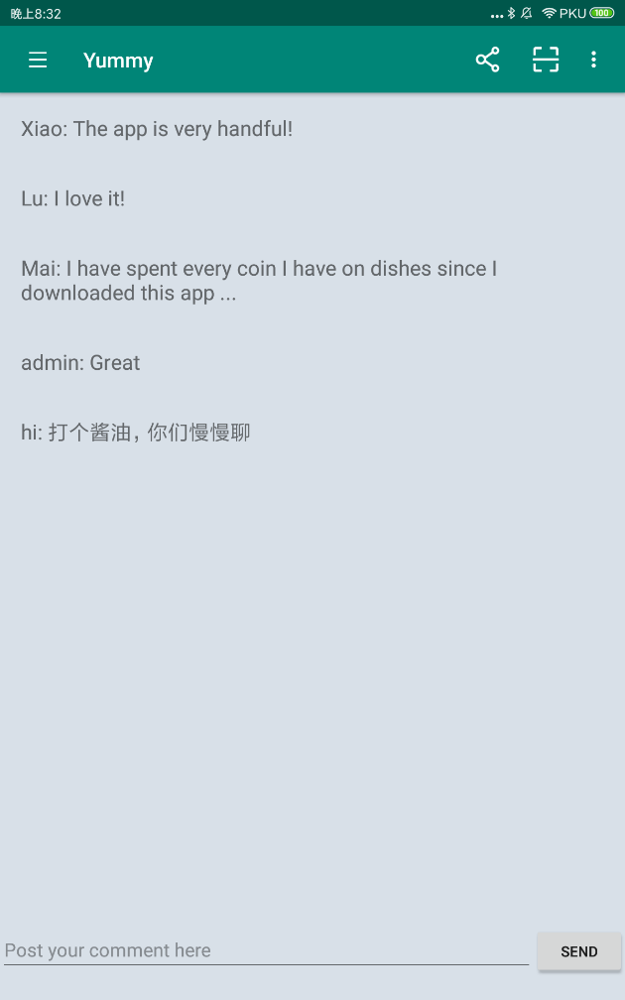 晚上8:32
PKU 100
Yummy
Xiao: The app is very handful!
Lu: I love it!
Mai: I have spent every coin I have on dishes since I
downloaded this app ...
admin: Great
hi: 打个酱油，你们慢慢聊
Post your comment here
SEND